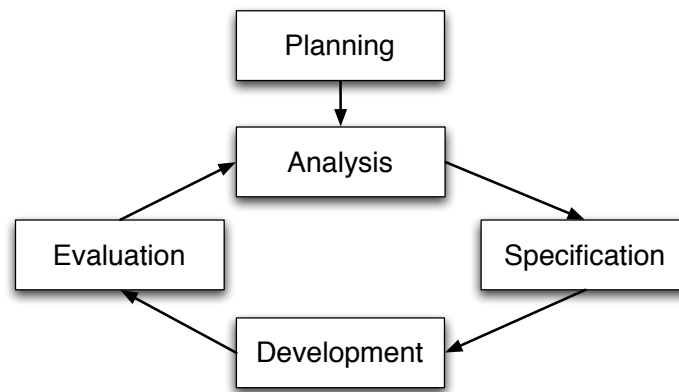 Planning
Analysis
Evaluation
Specification
Development